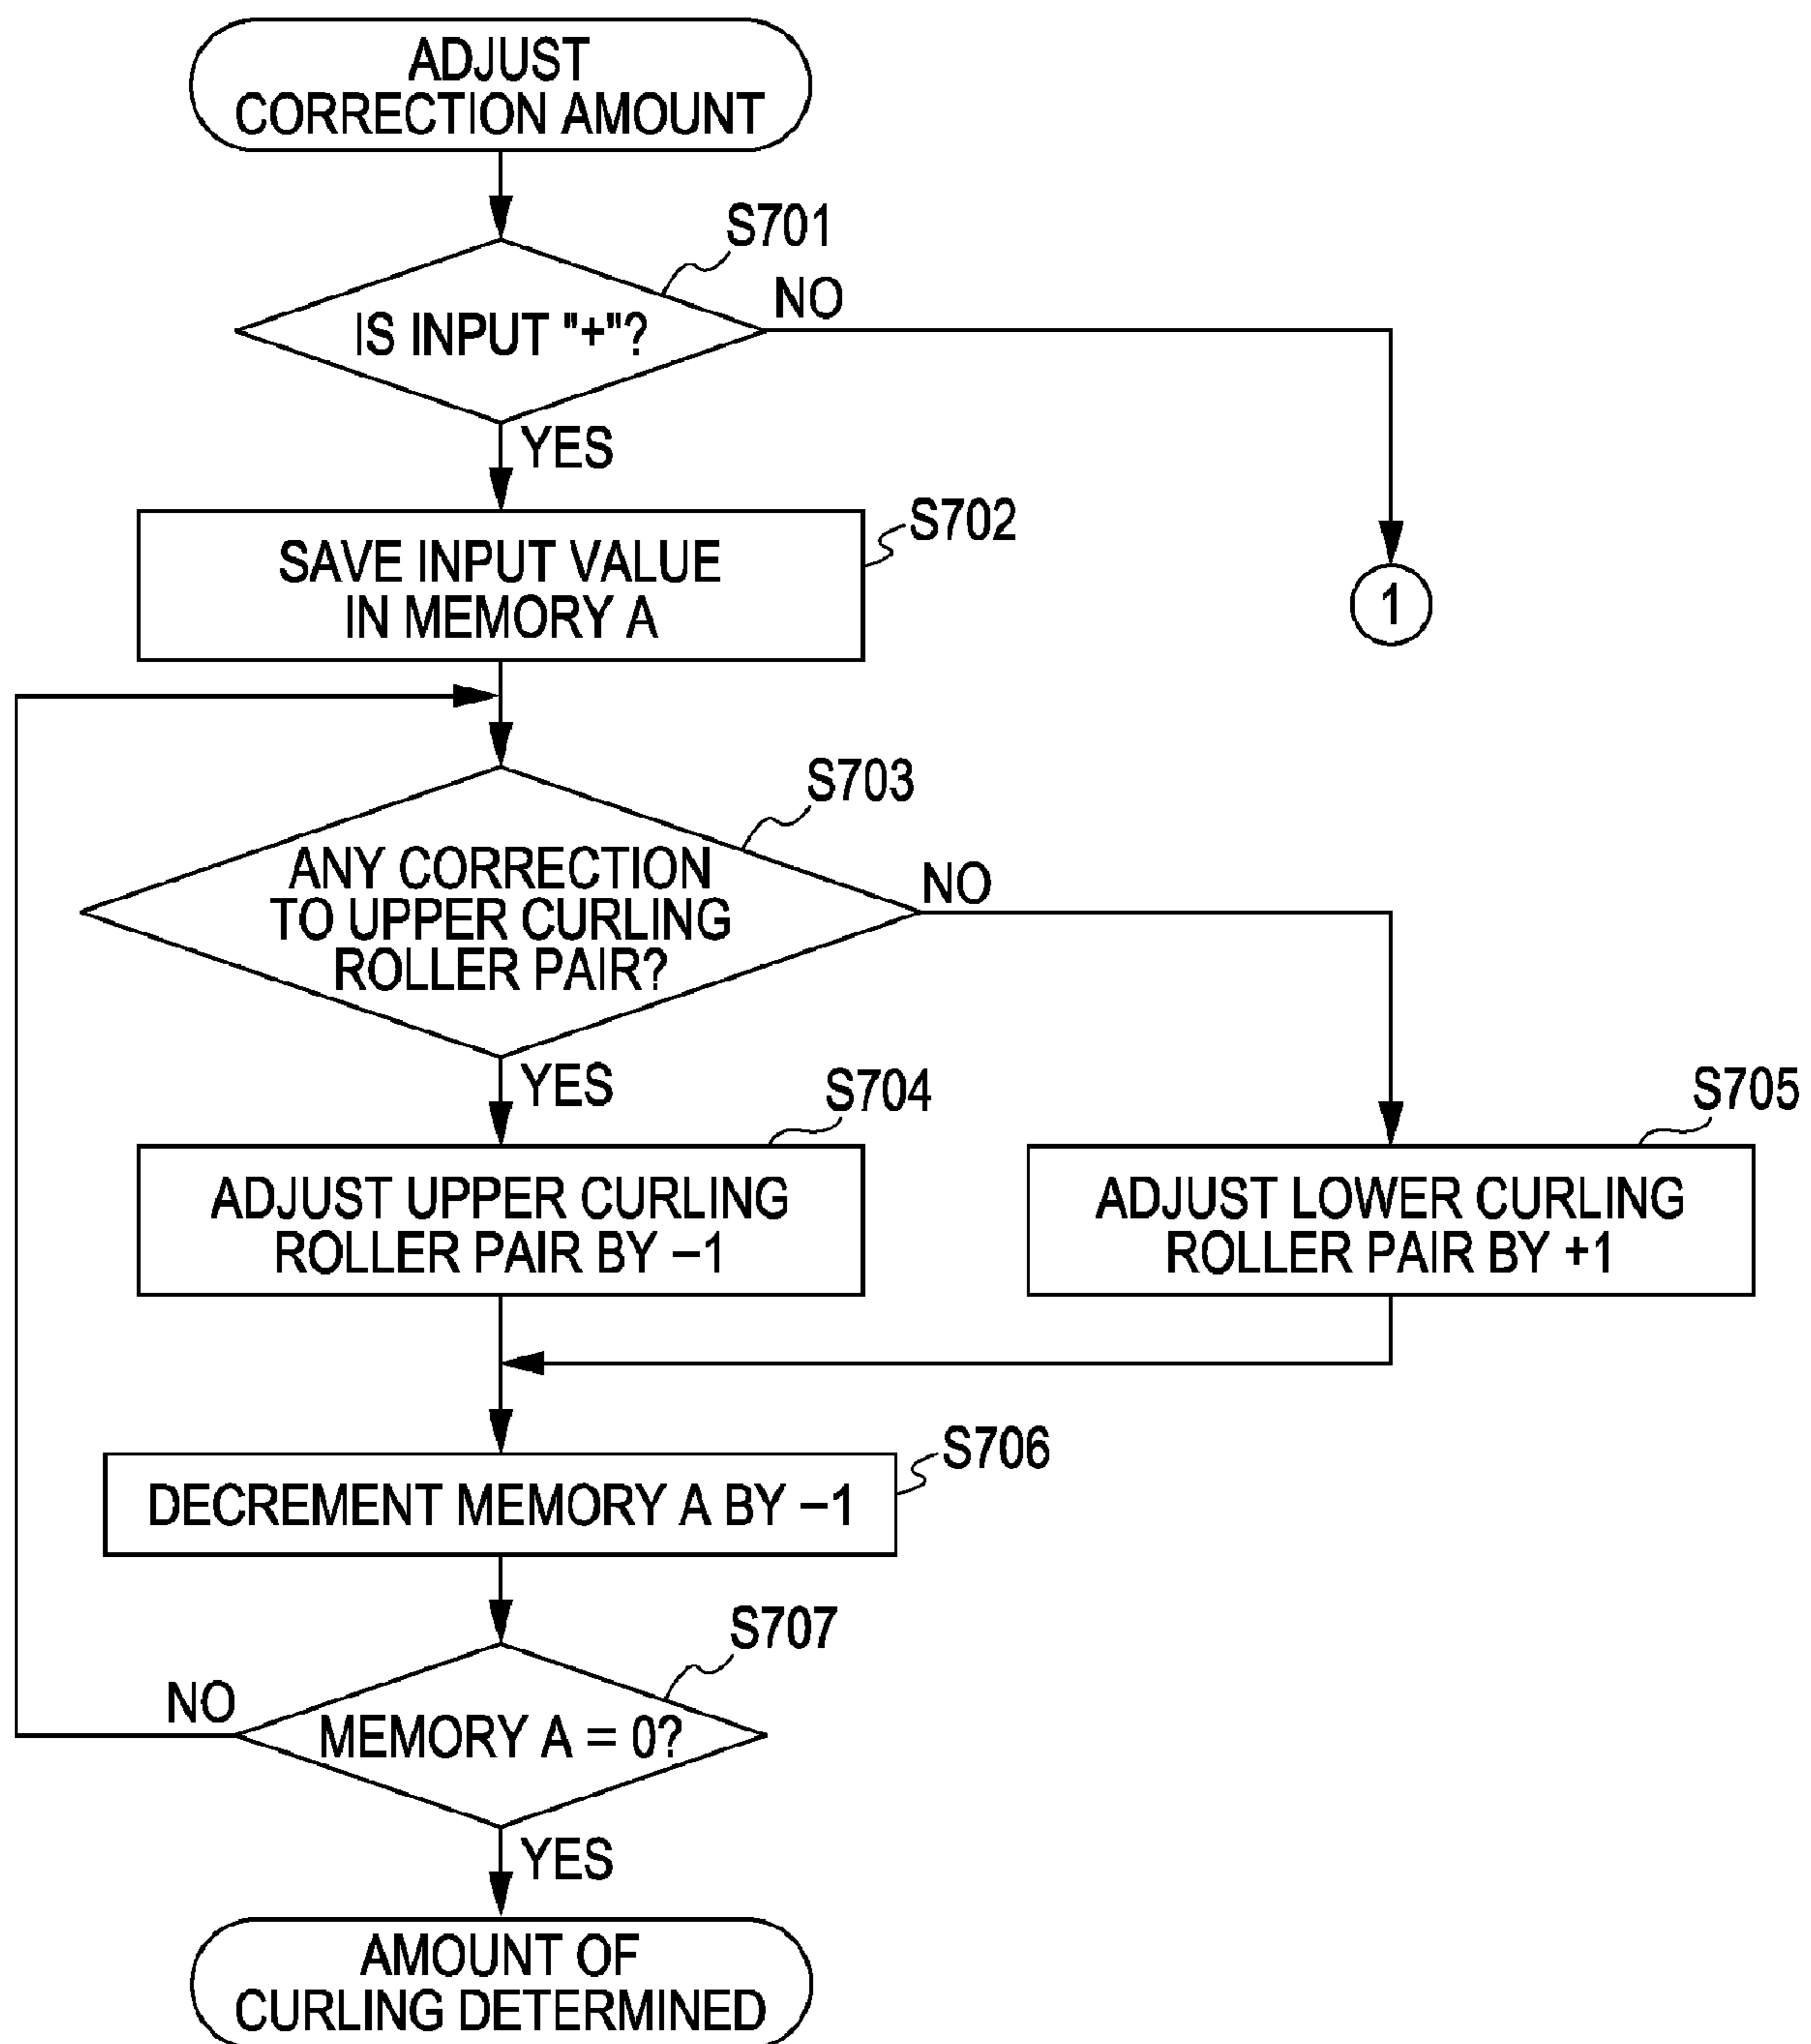 ADJUST
CORRECTION AMOUNT
S701
IS INPUT "+"?
NO
YES
S702
SAVE INPUT VALUE
IN MEMORY A
1
S703
ANY CORRECTION
TO UPPER CURLING
ROLLER PAIR?
NO
YES
S704
ADJUST UPPER CURLING
ROLLER PAIR BY –1
S705
ADJUST LOWER CURLING
ROLLER PAIR BY +1
S706
DECREMENT MEMORY A BY –1
S707
NO
MEMORY A = 0?
YES
AMOUNT OF
CURLING DETERMINED